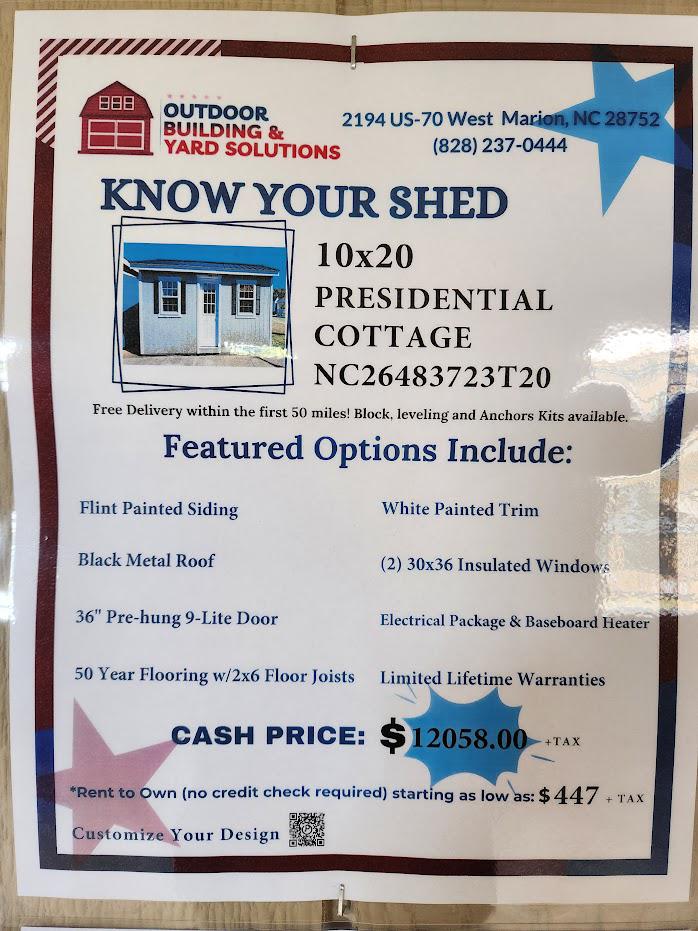 OUTDOOR
BUILDING &
YARD SOLUTIONS
2194 US-70 West Marion, NC 28752
(828) 237-0444
KNOW YOUR SHED
10x20
PRESIDENTIAL
COTTAGE
NC26483723T20
Free Delivery within the first 50 miles! Block, leveling and Anchors Kits available.
Featured Options Include:
Flint Painted Siding
White Painted Trim
Black Metal Roof
(2) 30x36 Insulated Windows
36" Pre-hung 9-Lite Door
Electrical Package & Baseboard Heater
50 Year Flooring w/2x6 Floor Joists
Limited Lifetime Warranties
CASH PRICE: $12058.00 +TAX
*Rent to Own (no credit check required) starting as low as: $447 + TAX
Customize Your Design